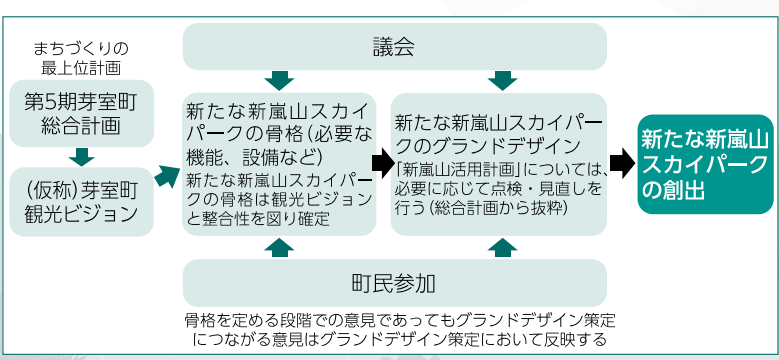 まちづくりの
最上位計画
第5期芽室町
総合計画
(仮称)芽室町
観光ビジョン
議会
新たな新嵐山スカイ
パークの骨格(必要な
機能、設備など)
新たな新嵐山スカイパー
クの骨格は観光ビジョン
と整合性を図り確定
新たな新嵐山スカイパー
クのグランドデザイン
「新嵐山活用計画」については、
必要に応じて点検・見直しを
行う(総合計画から抜粋)
新たな新嵐山
スカイパーク
の創出
町民参加
骨格を定める段階での意見であってもグランドデザイン策定
につながる意見はグランドデザイン策定において反映する